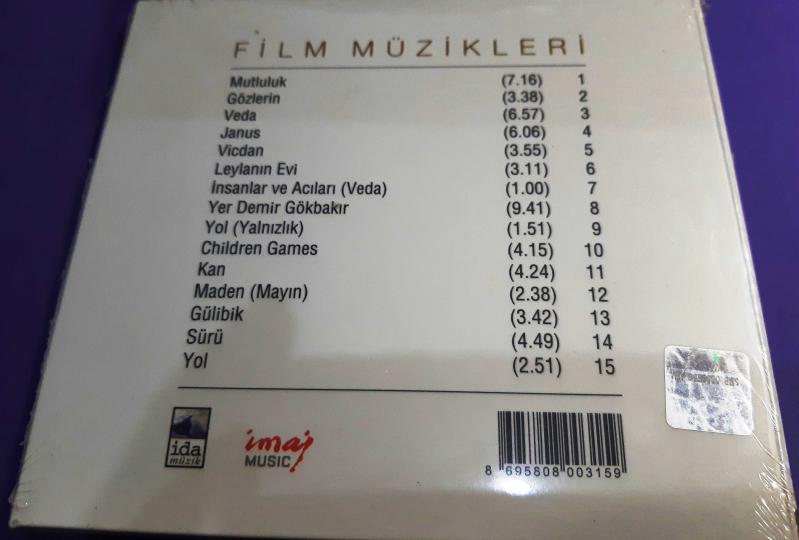 FİLM MÜZİKLERİ
Mutluluk (7.16) 1
Gözlerin (3.38) 2
Veda (6.57) 3
Janus (6.06) 4
Vicdan (3.55) 5
Leylanın Evi (3.11) 6
İnsanlar ve Acıları (Veda) (1.00) 7
Yer Demir Gökbakır (9.41) 8
Yol (Yalnızlık) (1.51) 9
Children Games (4.15) 10
Kan (4.24) 11
Maden (Mayın) (2.38) 12
Gülibik (3.42) 13
Sürü (4.49) 14
Yol (2.51) 15
ida
müzik
imaj
MUSIC
8 695808 003159